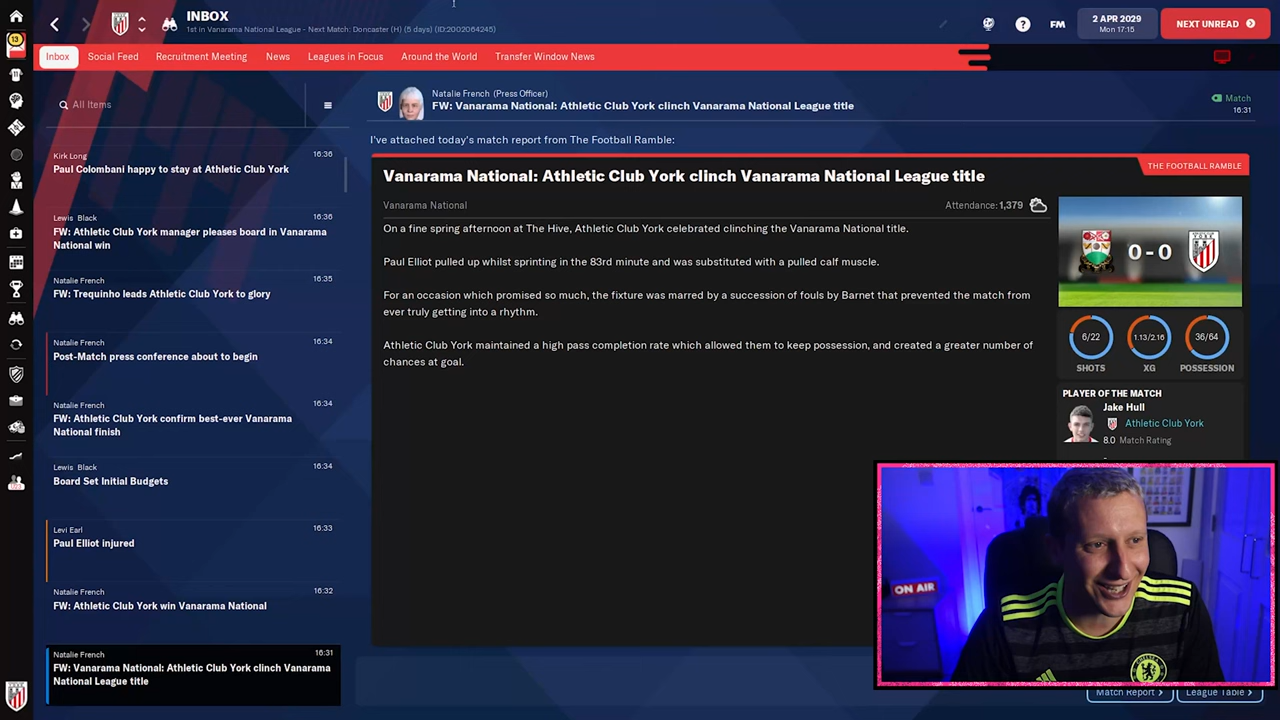 INBOX
1st in Vanarama National League - Next Match: Doncaster (H) (5 days) (ID:2002064245)
FM
2 APR 2029
Mon 17:15
NEXT UNREAD
13
Inbox
Social Feed
Recruitment Meeting
News
Leagues in Focus
Around the World
Transfer Window News
All Items
Kirk Long
16:36
Paul Colombani happy to stay at Athletic Club York
Lewis Black
16:36
FW: Athletic Club York manager pleases board in Vanarama
National win
Natalie French
16:35
FW: Trequinho leads Athletic Club York to glory
Natalie French
16:34
Post-Match press conference about to begin
Natalie French
16:34
FW: Athletic Club York confirm best-ever Vanarama
National finish
Lewis Black
16:34
Board Set Initial Budgets
Levi Earl
16:33
Paul Elliot injured
Natalie French
16:32
FW: Athletic Club York win Vanarama National
Natalie French
16:31
FW: Vanarama National: Athletic Club York clinch Vanarama
National League title
Natalie French (Press Officer)
FW: Vanarama National: Athletic Club York clinch Vanarama National League title
Match
16:31
I've attached today's match report from The Football Ramble:
THE FOOTBALL RAMBLE
Vanarama National: Athletic Club York clinch Vanarama National League title
Vanarama National
Attendance: 1,379
On a fine spring afternoon at The Hive, Athletic Club York celebrated clinching the Vanarama National title.
Paul Elliot pulled up whilst sprinting in the 83rd minute and was substituted with a pulled calf muscle.
For an occasion which promised so much, the fixture was marred by a succession of fouls by Barnet that prevented the match from
ever truly getting into a rhythm.
Athletic Club York maintained a high pass completion rate which allowed them to keep possession, and created a greater number of
chances at goal.
0 - 0
6/22
1.13/2.16
36/64
SHOTS
XG
POSSESSION
PLAYER OF THE MATCH
Jake Hull
Athletic Club York
8.0 Match Rating
ON AIR
Match Report >
League Table >